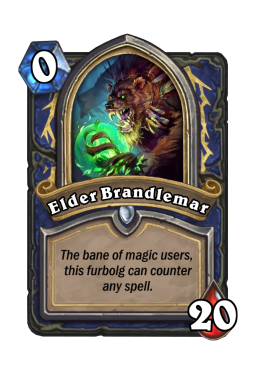 0
Elder Brandlemar
The bane of magic users,
this furbolg can counter
any spell.
20